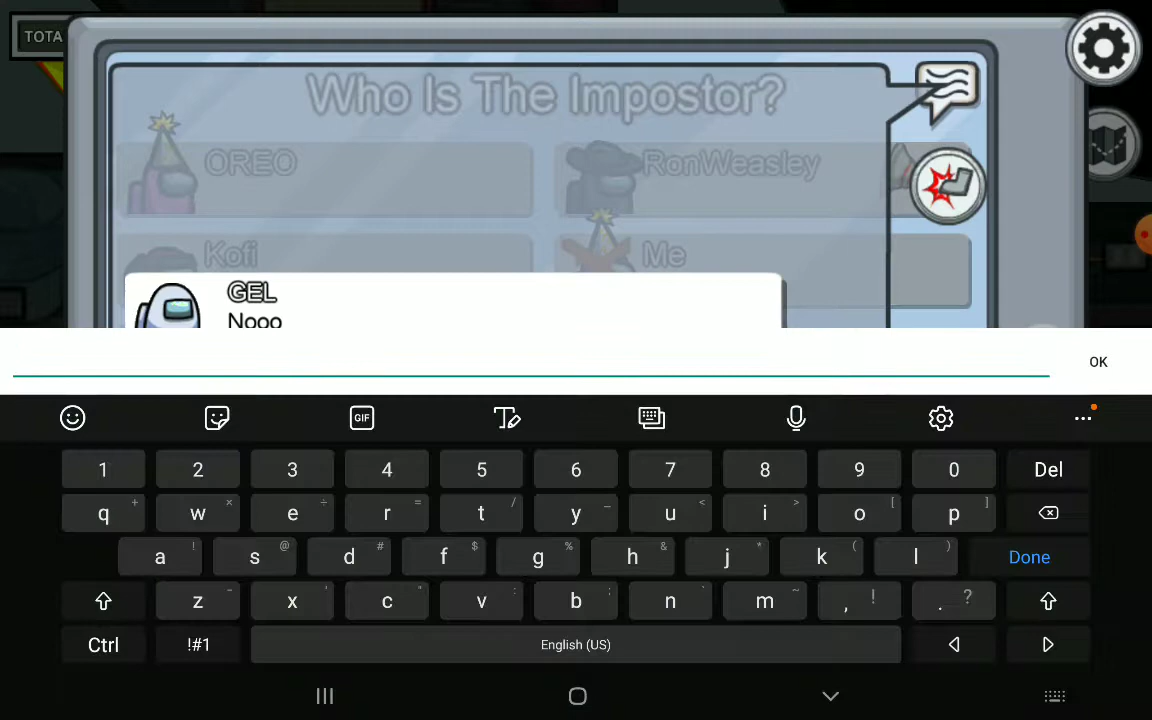 TOTA
Who Is The Impostor?
OREO
RonWeasley
Kofi
Me
GEL
Nooo
OK
GIF
1 2 3 4 5 6 7 8 9 0 Del
q + w × e ÷ r = t / y _ u < i > o [ p ]
a ! s @ d # f $ g % h & j * k ( l ) Done
z - x ' c " v : b ; n , m ~ , ! . ?
Ctrl !#1 English (US)